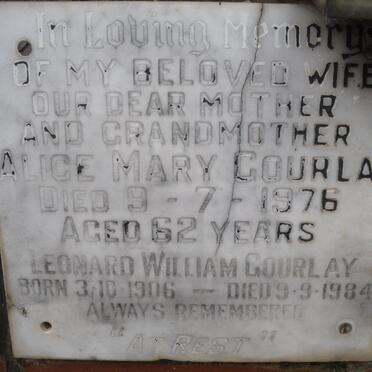 In Loving Memory
OF MY BELOVED WIFE
OUR DEAR MOTHER
AND GRANDMOTHER
ALICE MARY GOURLA
DIED 9-7-1976
AGED 62 YEARS
LEONARD WILLIAM GOURLAY
BORN 3.10.1906 — DIED 9.9.1984
ALWAYS REMEMBERED
"AT REST"